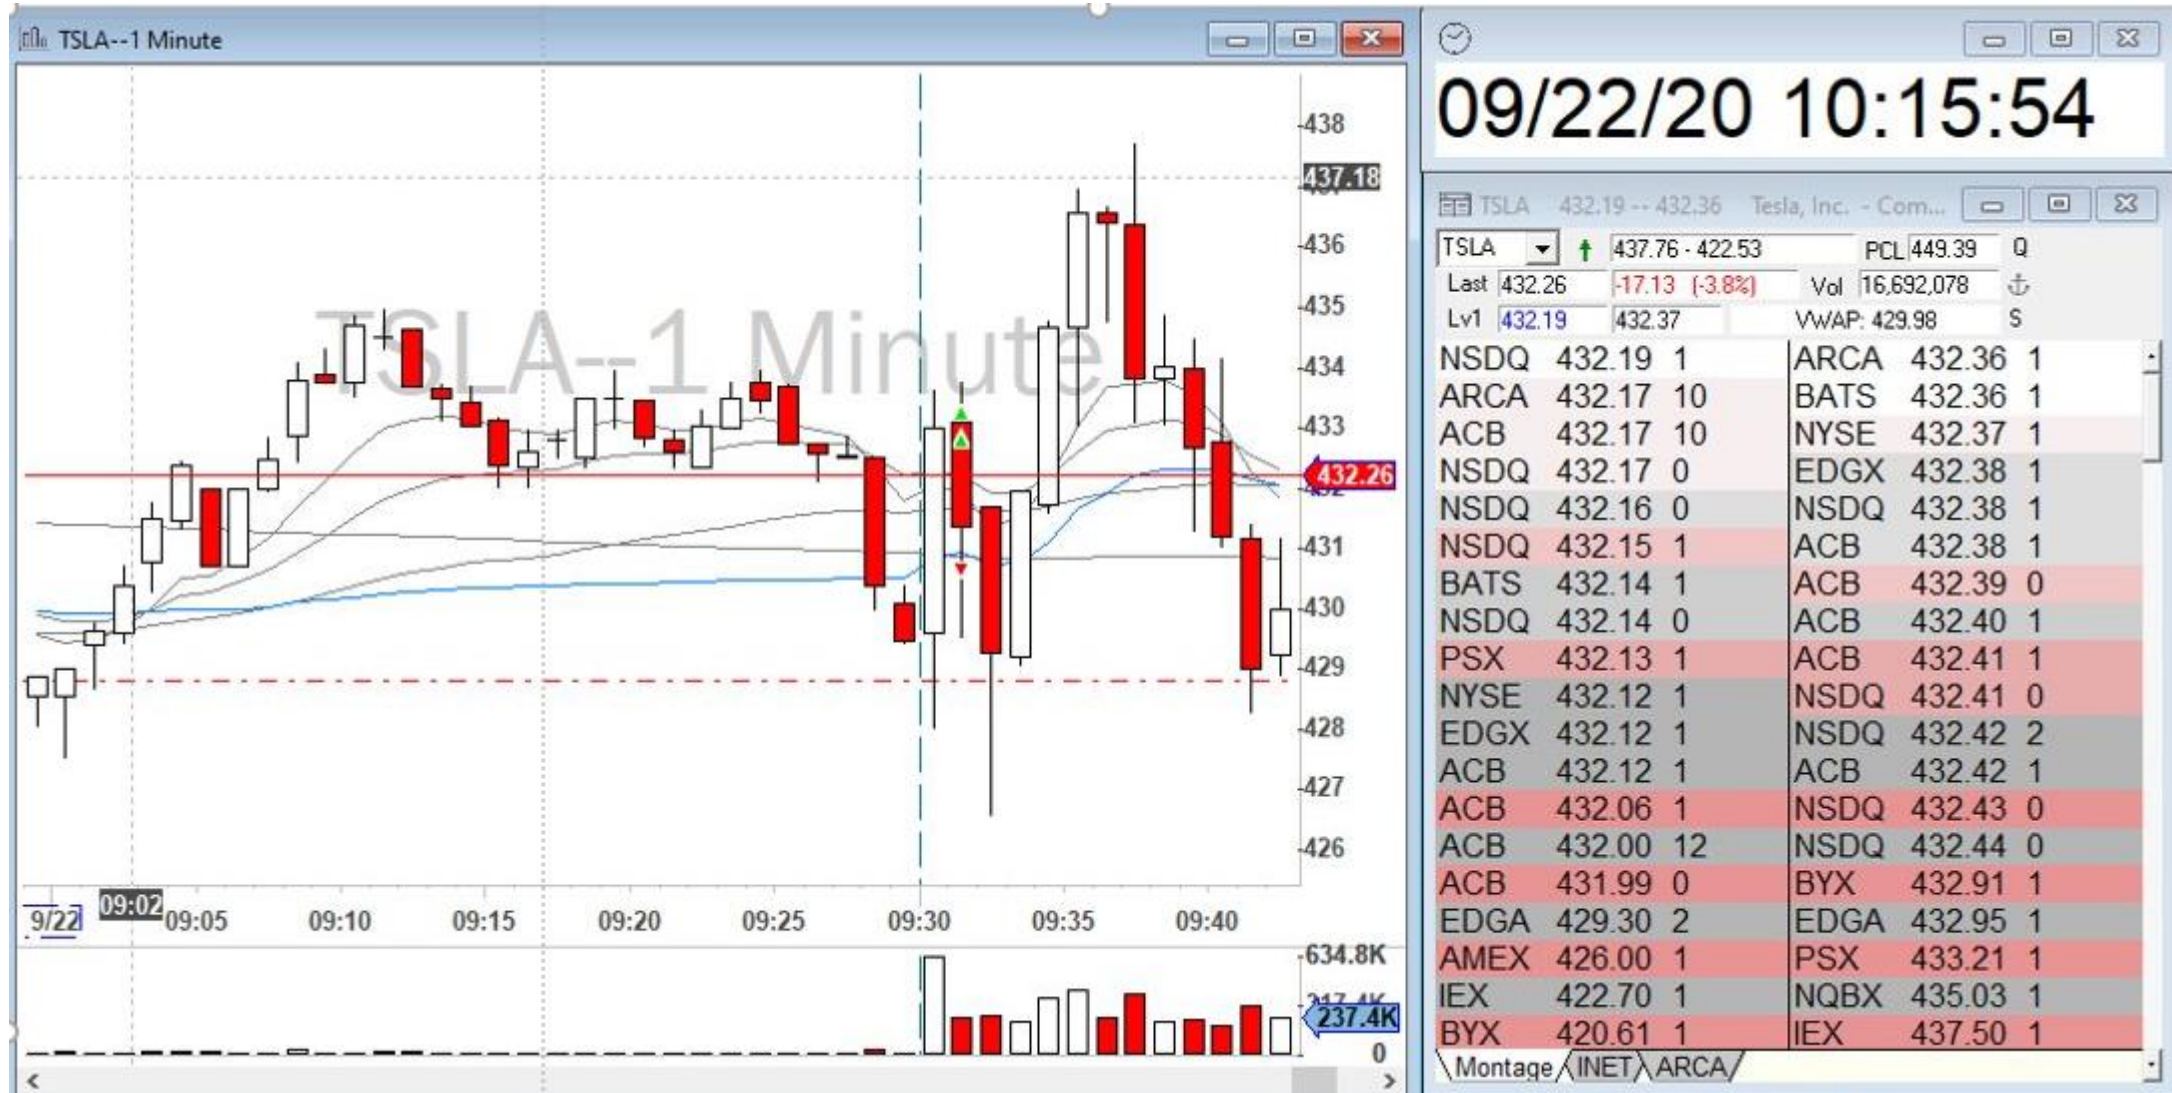 TSLA--1 Minute
TSLA--1 Minute
438
437.18
436
435
434
433
432.26
431
430
429
428
427
426
9/22 09:02 09:05 09:10 09:15 09:20 09:25 09:30 09:35 09:40
634.8K
237.4K
0
09/22/20 10:15:54
TSLA 432.19 -- 432.36 Tesla, Inc. - Com...
TSLA 437.76 - 422.53 PCL 449.39 Q
Last 432.26 -17.13 (-3.8%) Vol 16,692,078
Lv1 432.19 432.37 VWAP: 429.98 S
NSDQ 432.19 1 ARCA 432.36 1
ARCA 432.17 10 BATS 432.36 1
ACB 432.17 10 NYSE 432.37 1
NSDQ 432.17 0 EDGX 432.38 1
NSDQ 432.16 0 NSDQ 432.38 1
NSDQ 432.15 1 ACB 432.38 1
BATS 432.14 1 ACB 432.39 0
NSDQ 432.14 0 ACB 432.40 1
PSX 432.13 1 ACB 432.41 1
NYSE 432.12 1 NSDQ 432.41 0
EDGX 432.12 1 NSDQ 432.42 2
ACB 432.12 1 ACB 432.42 1
ACB 432.06 1 NSDQ 432.43 0
ACB 432.00 12 NSDQ 432.44 0
ACB 431.99 0 BYX 432.91 1
EDGA 429.30 2 EDGA 432.95 1
AMEX 426.00 1 PSX 433.21 1
IEX 422.70 1 NQBX 435.03 1
BYX 420.61 1 IEX 437.50 1
Montage INET ARCA